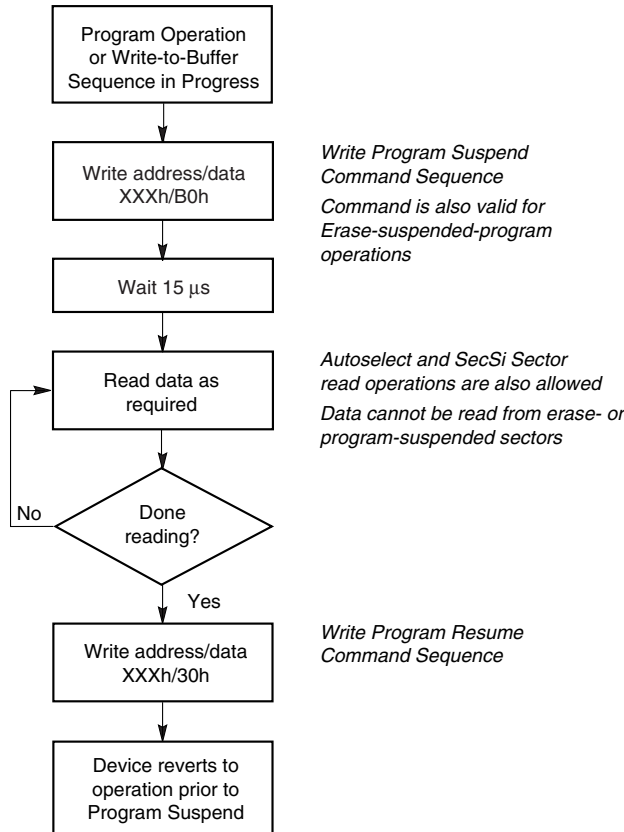 Program Operation
or Write-to-Buffer
Sequence in Progress
Write address/data
XXXh/B0h
Write Program Suspend
Command Sequence
Command is also valid for
Erase-suspended-program
operations
Wait 15 μs
Read data as
required
Autoselect and SecSi Sector
read operations are also allowed
Data cannot be read from erase- or
program-suspended sectors
No
Done
reading?
Yes
Write address/data
XXXh/30h
Write Program Resume
Command Sequence
Device reverts to
operation prior to
Program Suspend